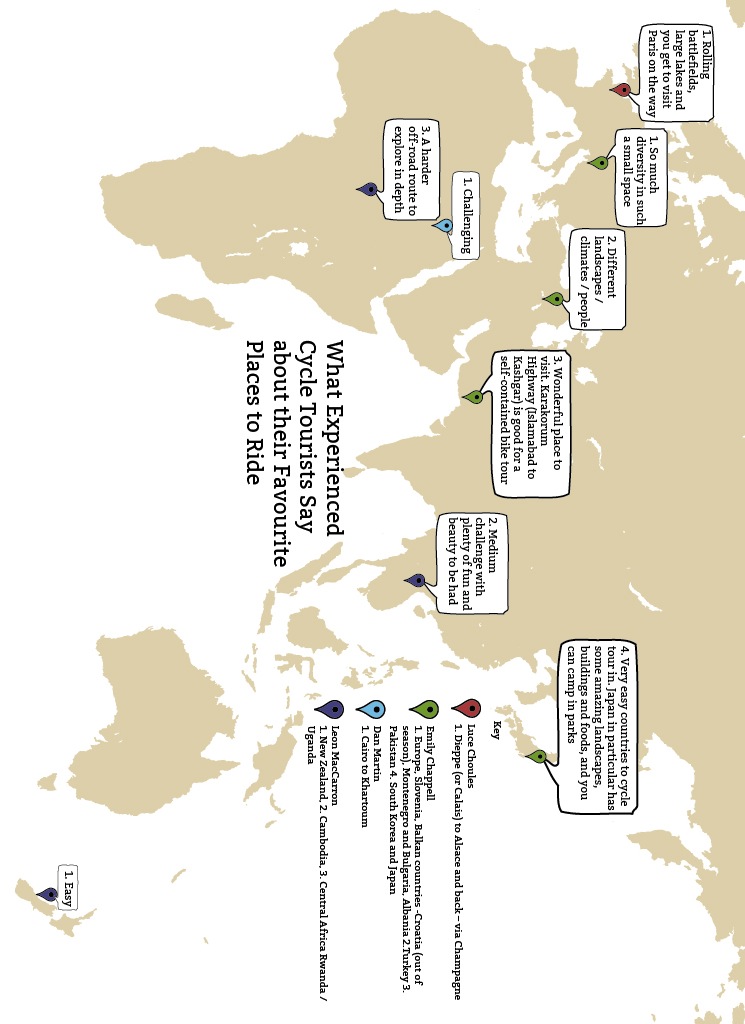 1. Rolling
battlefields,
large lakes and
you get to visit
Paris on the way
1. So much
diversity in such
a small space
2. Different
landscapes /
climates / people
3. Wonderful place to
visit. Karakorum
Highway (Islamabad to
Kashgar) is good for a
self-contained bike tour
2. Medium
challenge with
plenty of fun and
beauty to be had
4. Very easy countries to cycle
tour in. Japan in particular has
some amazing landscapes,
buildings and foods, and you
can camp in parks
3. A harder
off-road route to
explore in depth
1. Challenging
1. Easy
What Experienced
Cycle Tourists Say
about their Favourite
Places to Ride
Key
Luce Choules
1. Dieppe (or Calais) to Alsace and back – via Champagne
Emily Chappell
1. Europe, Slovenia, Balkan countries -Croatia (out of
season), Montenegro and Bulgaria, Albania 2.Turkey 3.
Pakistan 4. South Korea and Japan
Dan Martin
1. Cairo to Khartoum
Leon MacCarron
1. New Zealand, 2. Cambodia, 3. Central Africa Rwanda /
Uganda